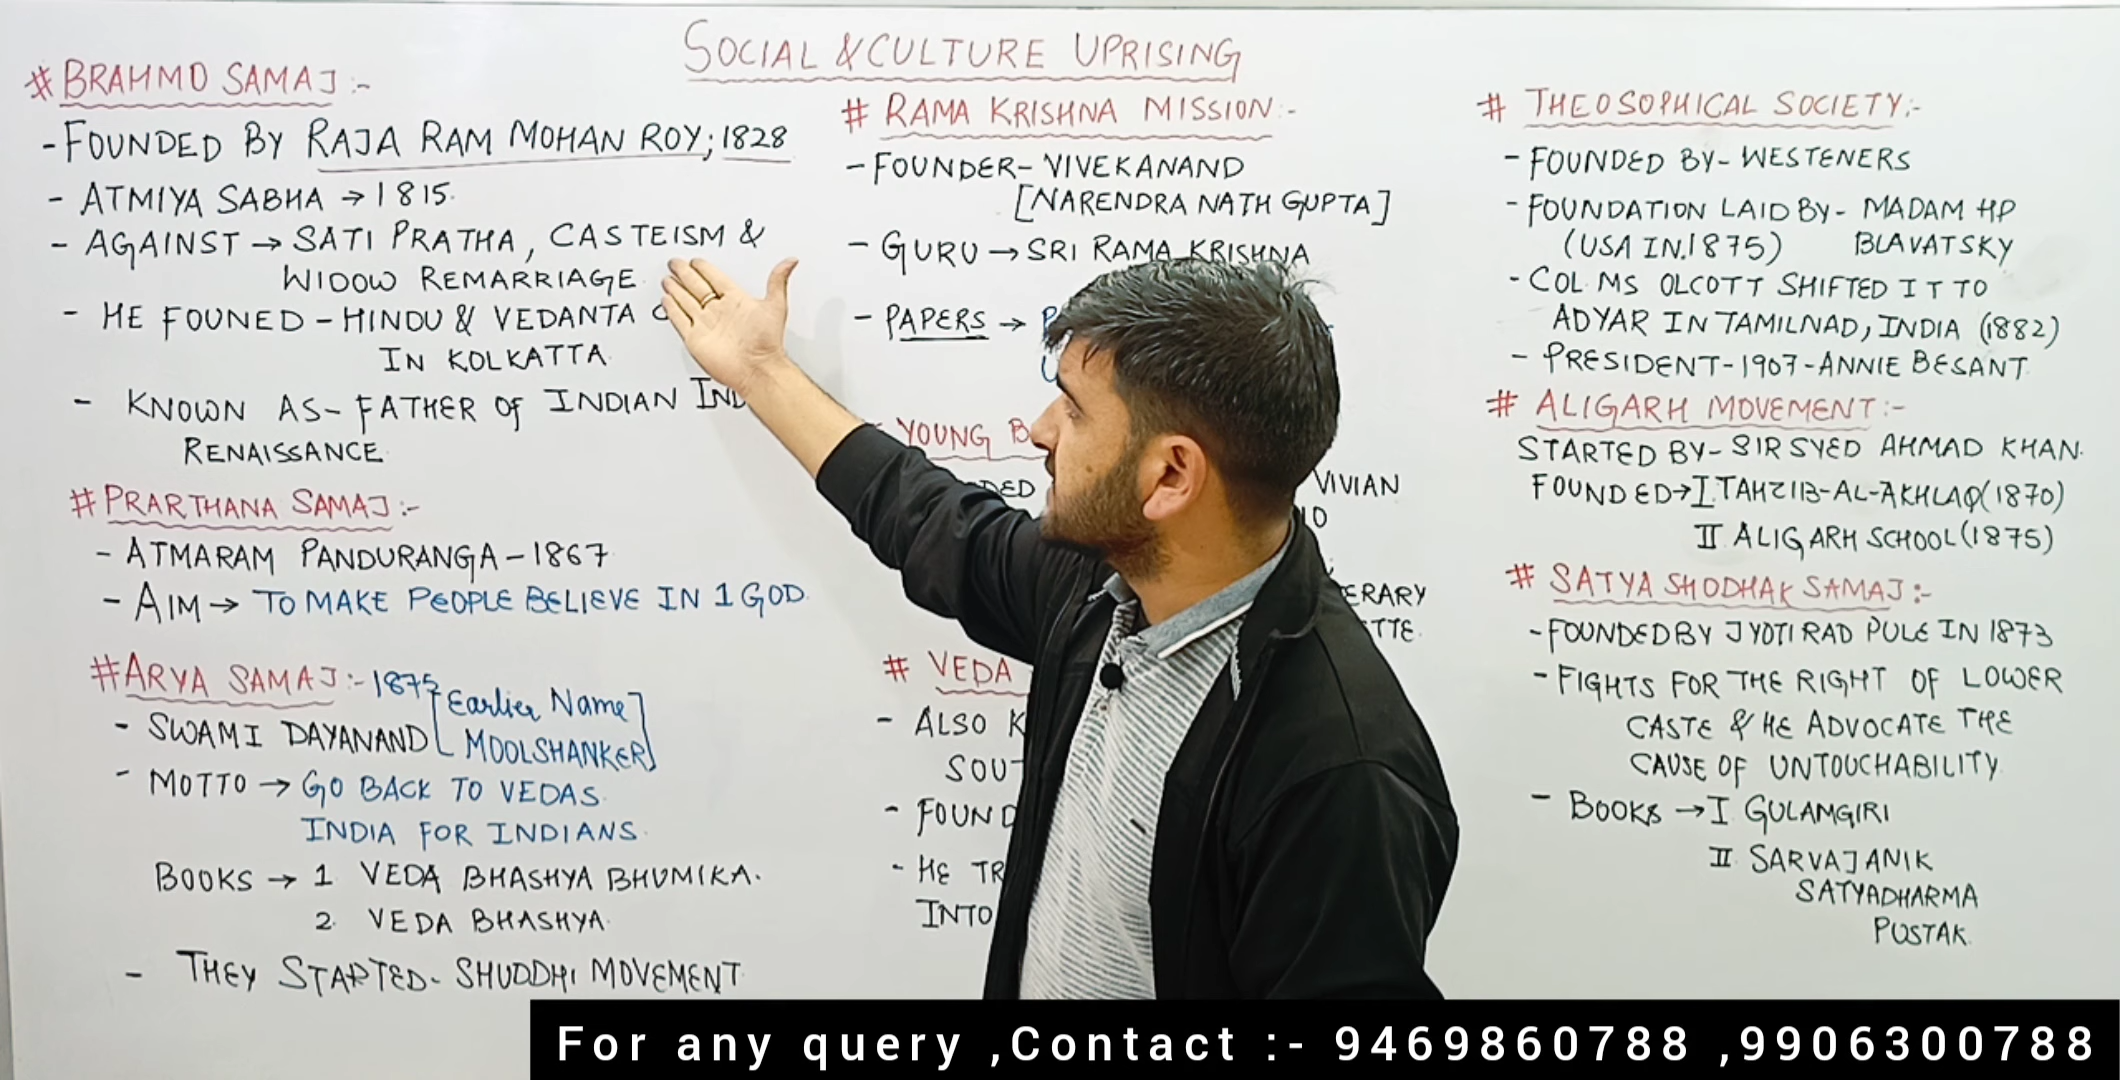 SOCIAL & CULTURE UPRISING
# BRAHMO SAMAJ :-
- FOUNDED BY RAJA RAM MOHAN ROY; 1828
- ATMIYA SABHA → 1815.
- AGAINST → SATI PRATHA, CASTEISM &
WIDOW REMARRIAGE.
- HE FOUNED - HINDU & VEDANTA
IN KOLKATTA.
- KNOWN AS - FATHER OF INDIAN IND
RENAISSANCE.
# PRARTHANA SAMAJ :-
- ATMARAM PANDURANGA - 1867
- AIM → TO MAKE PEOPLE BELIEVE IN 1 GOD.
# ARYA SAMAJ :- 1875
- SWAMI DAYANAND [Earlier Name
MOOLSHANKER]
- MOTTO → GO BACK TO VEDAS.
INDIA FOR INDIANS.
BOOKS → 1 VEDA BHASHYA BHUMIKA.
2. VEDA BHASHYA.
- THEY STARTED - SHUDDHI MOVEMENT
# RAMA KRISHNA MISSION :-
- FOUNDER - VIVEKANAND
[NARENDRA NATH GUPTA]
- GURU → SRI RAMA KRISHNA
- PAPERS →
YOUNG B
DED VIVIAN
IO
ERARY
TTE.
# VEDA
- ALSO K
SOUT
- FOUND
- HE TR
INTO
# THEOSOPHICAL SOCIETY :-
- FOUNDED BY - WESTENERS
- FOUNDATION LAID BY - MADAM HP
(USA IN 1875) BLAVATSKY
- COL MS OLCOTT SHIFTED IT TO
ADYAR IN TAMILNAD, INDIA (1882)
- PRESIDENT - 1907 - ANNIE BESANT.
# ALIGARH MOVEMENT :-
STARTED BY - SIR SYED AHMAD KHAN.
FOUNDED → I. TAHZIB-AL-AKHLAQ (1870)
II ALIGARH SCHOOL (1875)
# SATYA SHODHAK SAMAJ :-
- FOUNDED BY JYOTI RAD PULE IN 1873
- FIGHTS FOR THE RIGHT OF LOWER
CASTE & HE ADVOCATE THE
CAUSE OF UNTOUCHABILITY.
- BOOKS → I GULAMGIRI
II SARVAJANIK
SATYADHARMA
PUSTAK.
For any query ,Contact :- 9469860788 ,9906300788